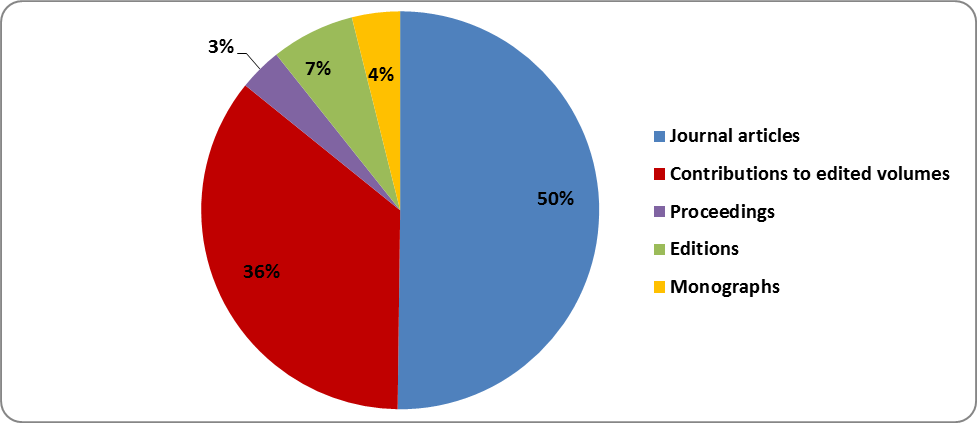 3%
7%
4%
50%
36%
Journal articles
Contributions to edited volumes
Proceedings
Editions
Monographs